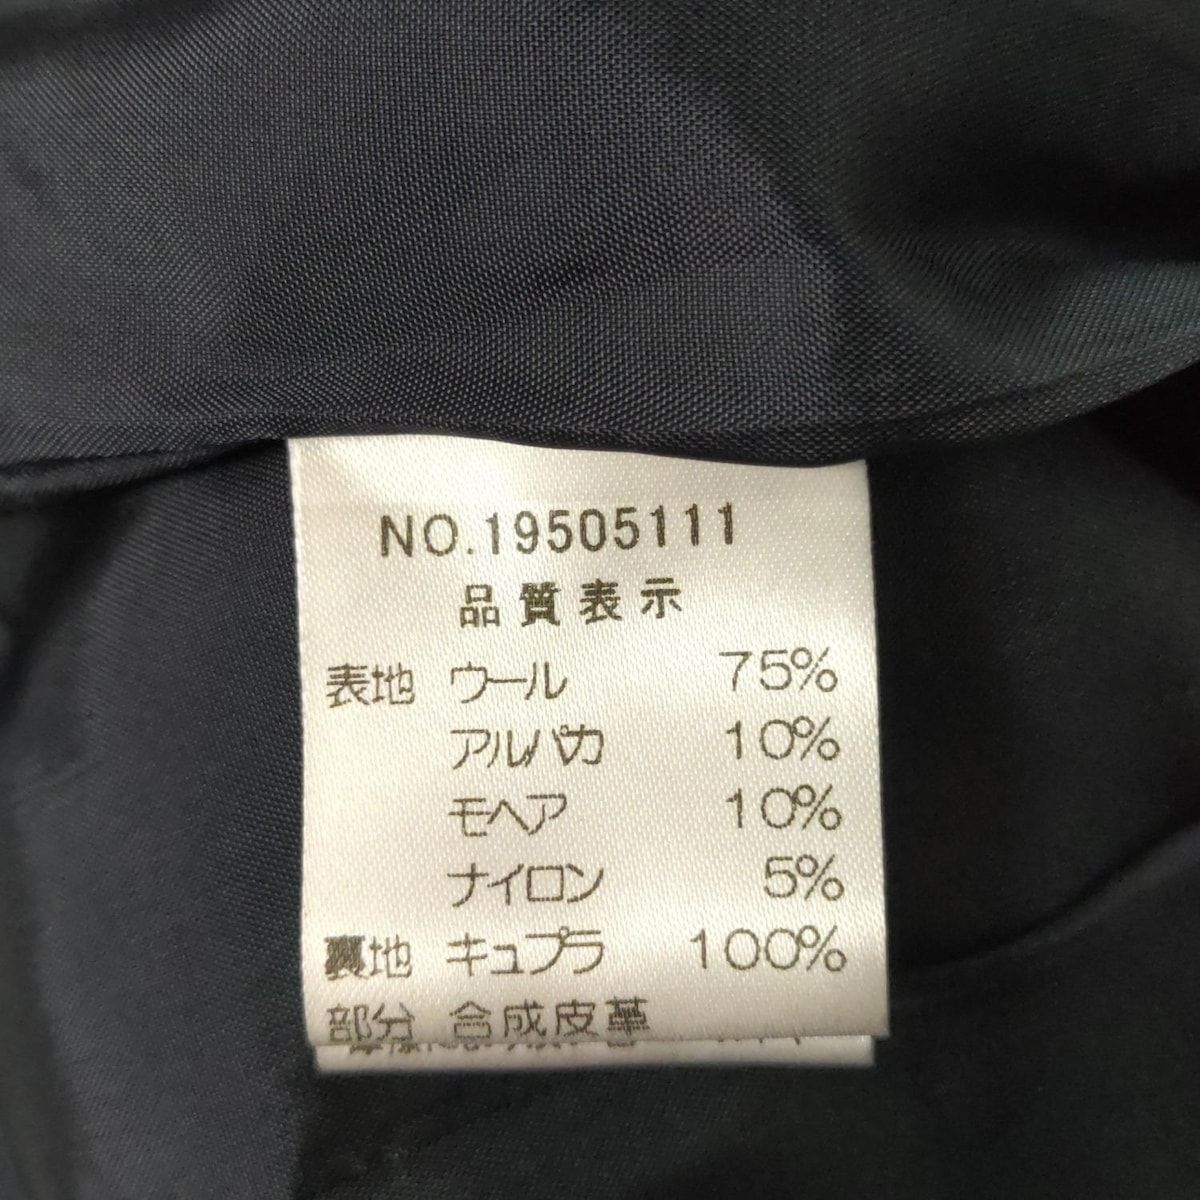 NO.19505111
品質表示
表地 ウール 75%
アルパカ 10%
モヘア 10%
ナイロン 5%
裏地 キュプラ 100%
部分 合成皮革